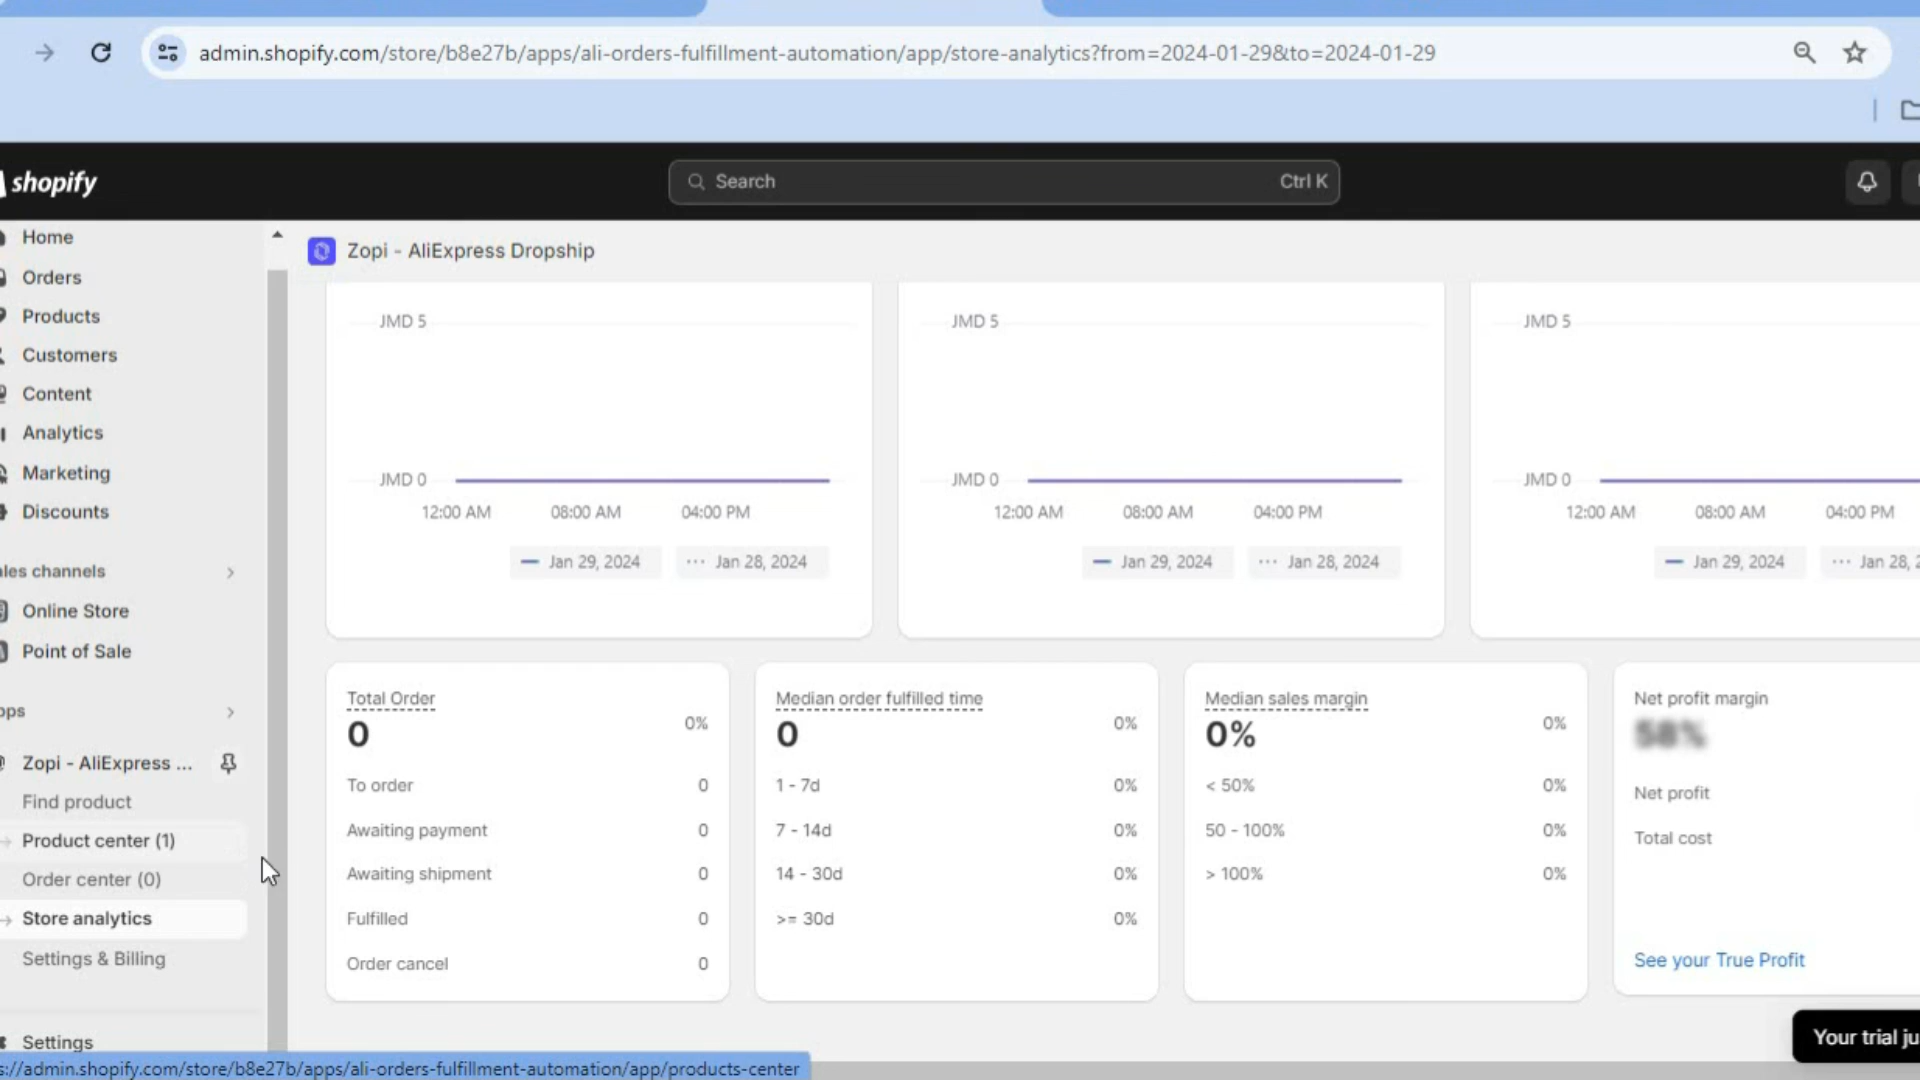 admin.shopify.com/store/b8e27b/apps/ali-orders-fulfillment-automation/app/store-analytics?from=2024-01-29&to=2024-01-29
shopify
Search
Ctrl K
Home
Orders
Products
Customers
Content
Analytics
Marketing
Discounts
les channels
Online Store
Point of Sale
ps
Zopi - AliExpress ...
Find product
Product center (1)
Order center (0)
Store analytics
Settings & Billing
Settings
Zopi - AliExpress Dropship
JMD 5
JMD 0
12:00 AM 08:00 AM 04:00 PM
Jan 29, 2024 Jan 28, 2024
JMD 5
JMD 0
12:00 AM 08:00 AM 04:00 PM
Jan 29, 2024 Jan 28, 2024
JMD 5
JMD 0
12:00 AM 08:00 AM 04:00 PM
Jan 29, 2024 Jan 28, 2
Total Order
0 0%
To order 0
Awaiting payment 0
Awaiting shipment 0
Fulfilled 0
Order cancel 0
Median order fulfilled time
0 0%
1 - 7d 0%
7 - 14d 0%
14 - 30d 0%
>= 30d 0%
Median sales margin
0% 0%
< 50% 0%
50 - 100% 0%
> 100% 0%
Net profit margin
58%
Net profit
Total cost
See your True Profit
Your trial ju
s://admin.shopify.com/store/b8e27b/apps/ali-orders-fulfillment-automation/app/products-center